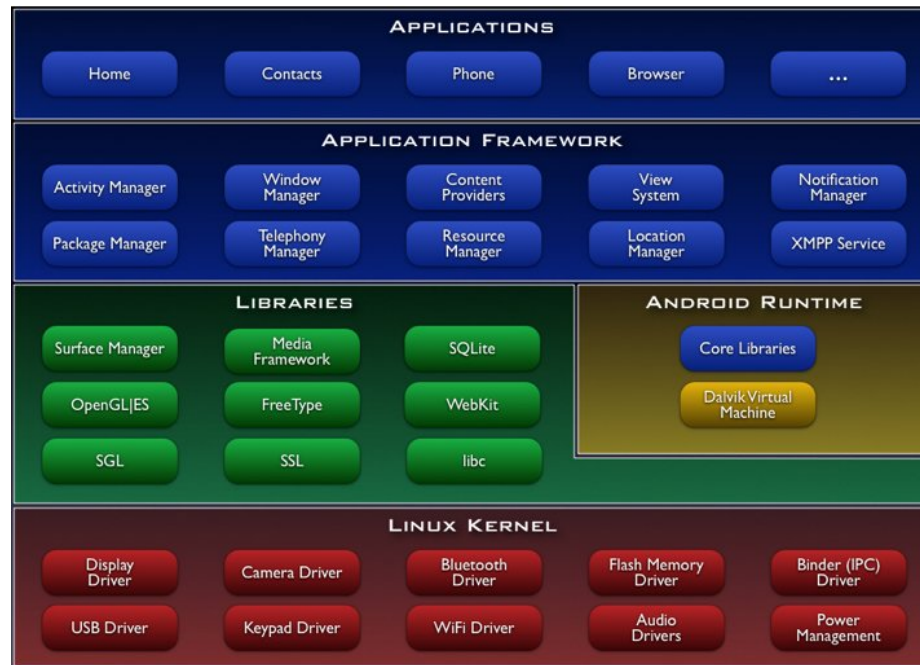 APPLICATIONS
Home
Contacts
Phone
Browser
...
APPLICATION FRAMEWORK
Activity Manager
Window
Manager
Content
Providers
View
System
Notification
Manager
Package Manager
Telephony
Manager
Resource
Manager
Location
Manager
XMPP Service
LIBRARIES
Surface Manager
Media
Framework
SQLite
OpenGL|ES
FreeType
WebKit
SGL
SSL
libc
ANDROID RUNTIME
Core Libraries
Dalvik Virtual
Machine
LINUX KERNEL
Display
Driver
Camera Driver
Bluetooth
Driver
Flash Memory
Driver
Binder (IPC)
Driver
USB Driver
Keypad Driver
WiFi Driver
Audio
Drivers
Power
Management